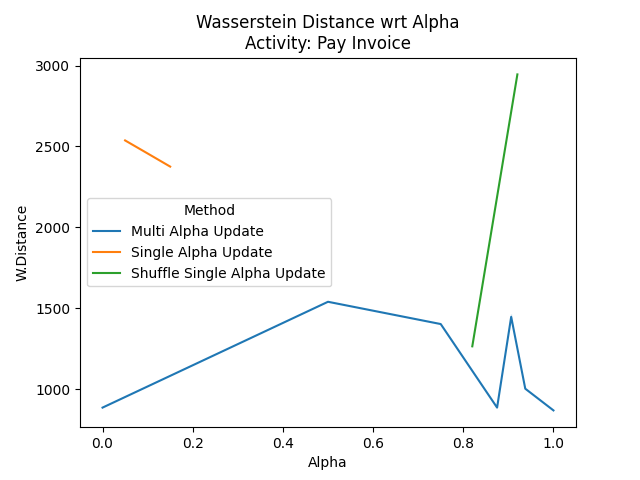 Wasserstein Distance wrt Alpha
Activity: Pay Invoice
3000
2500
2000
1500
1000
W.Distance
Method
Multi Alpha Update
Single Alpha Update
Shuffle Single Alpha Update
0.0 0.2 0.4 0.6 0.8 1.0
Alpha